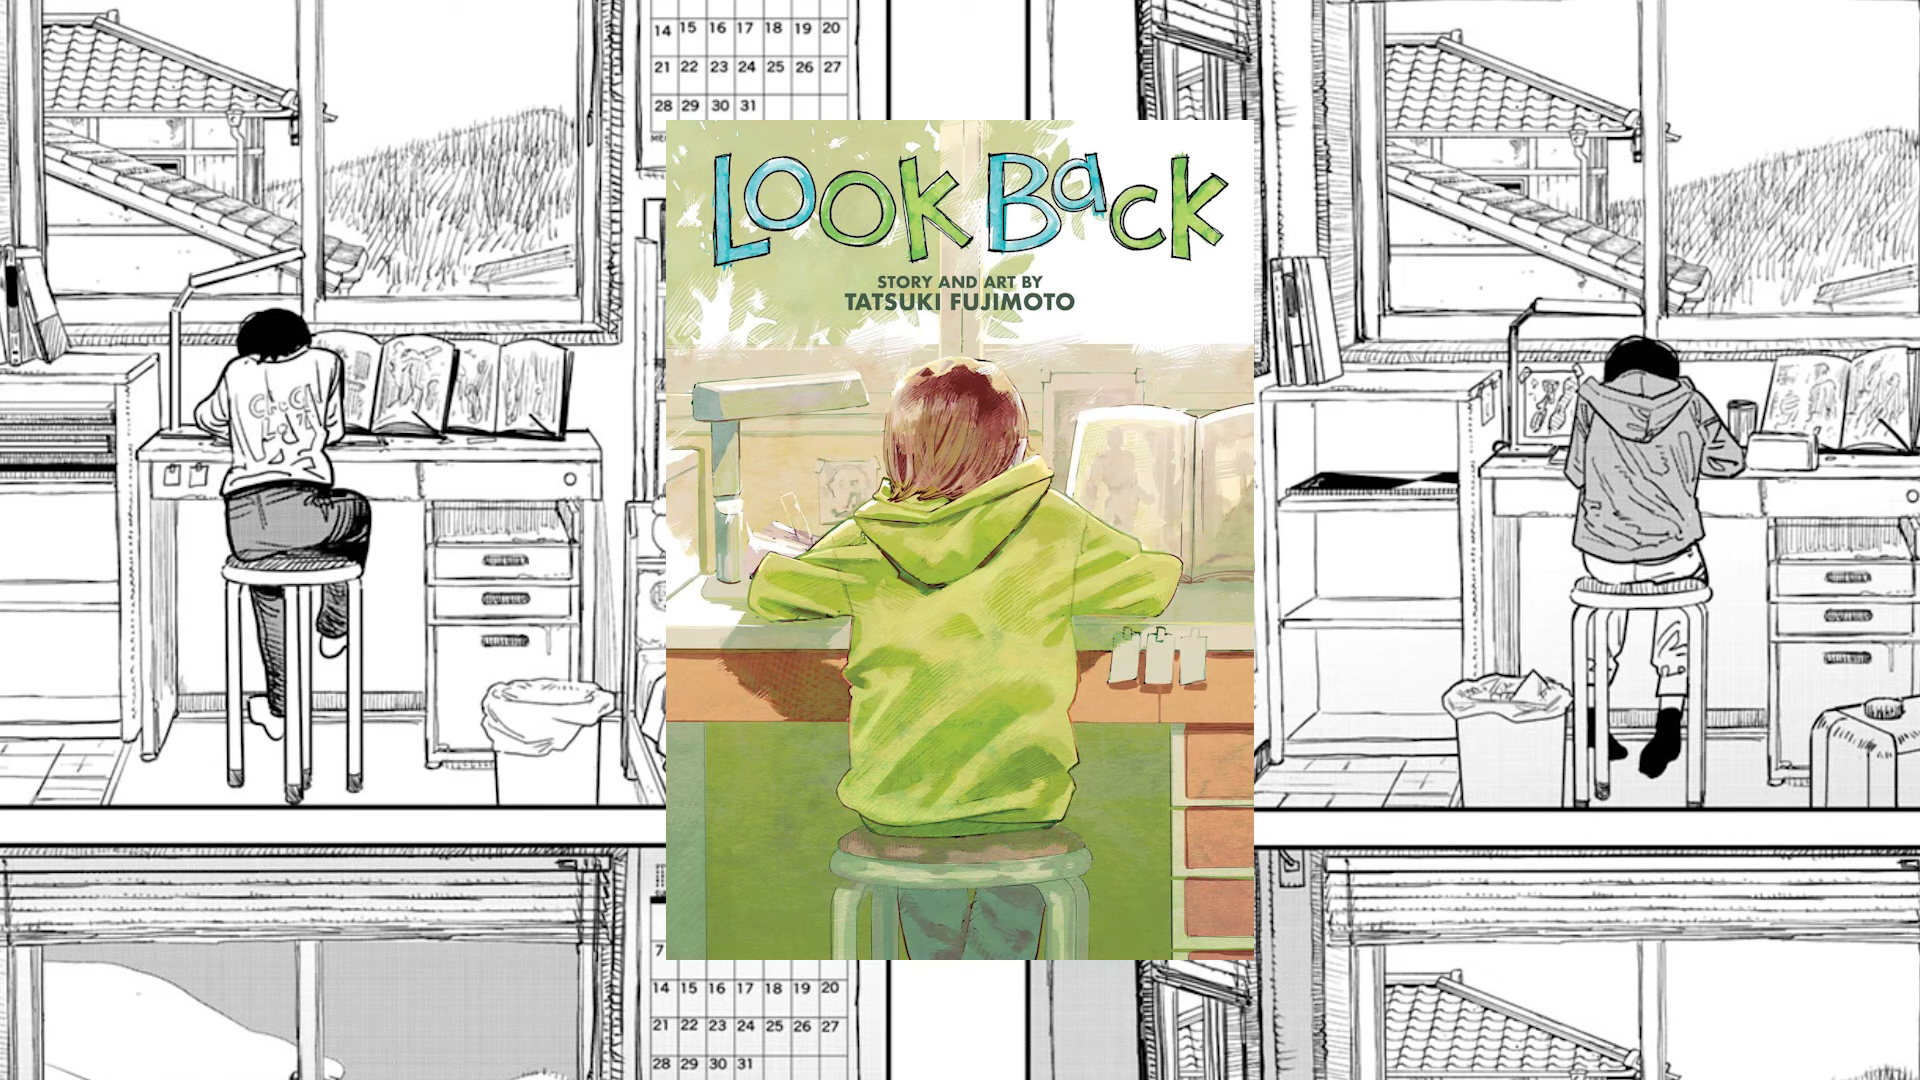 14 15 16 17 18 19 20
21 22 23 24 25 26 27
28 29 30 31
LOOK BACK
STORY AND ART BY
TATSUKI FUJIMOTO
7
14 15 16 17 18 19 20
21 22 23 24 25 26 27
28 29 30 31